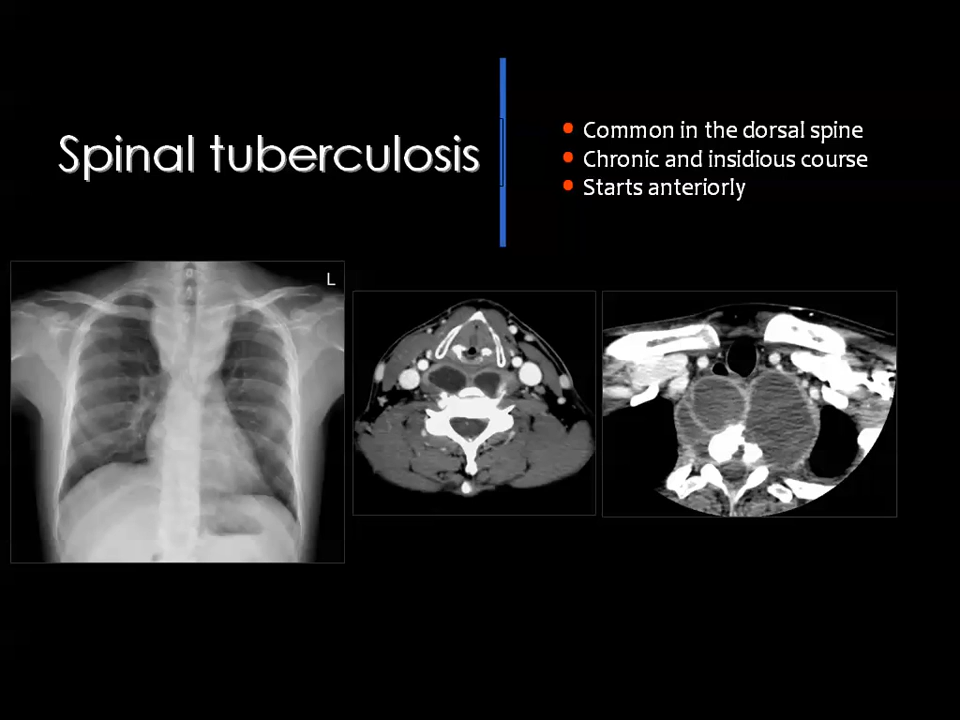 Spinal tuberculosis
• Common in the dorsal spine
• Chronic and insidious course
• Starts anteriorly
L